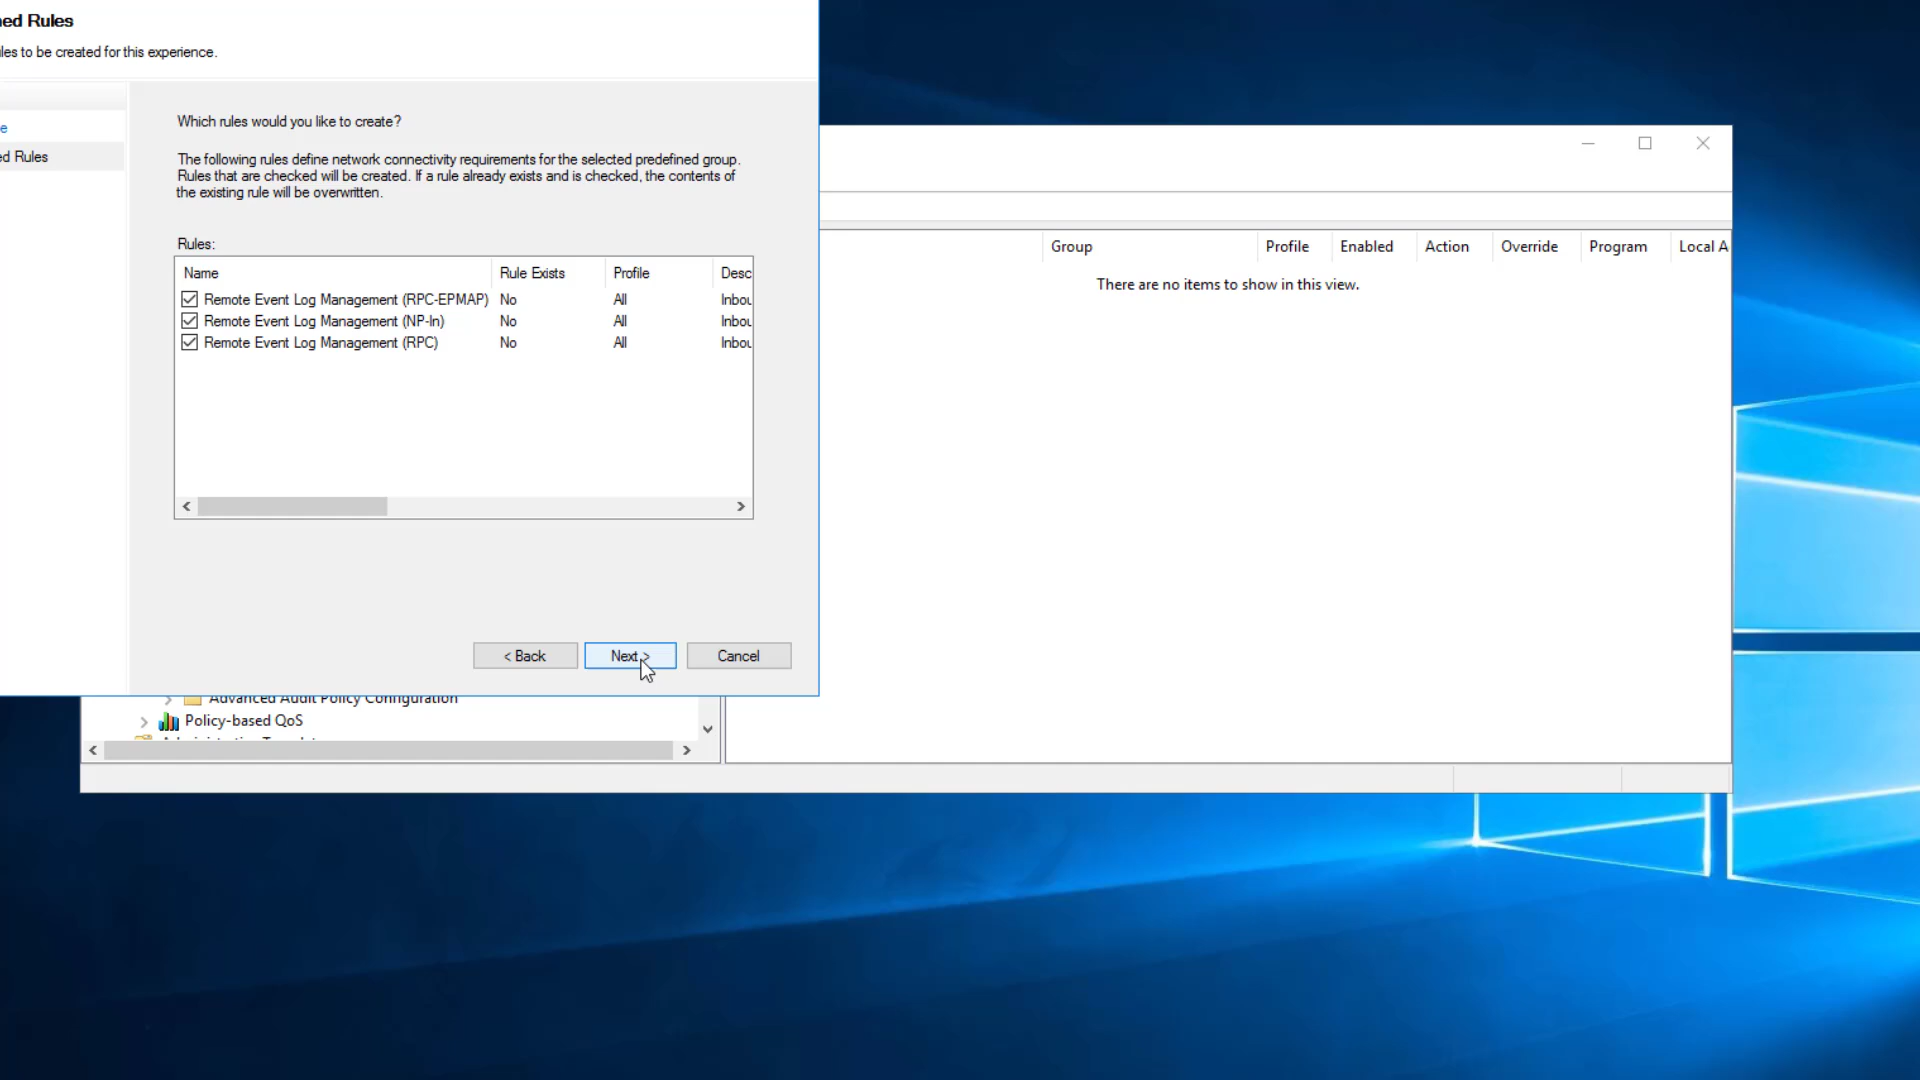 ed Rules
les to be created for this experience.
e
ed Rules
Which rules would you like to create?
The following rules define network connectivity requirements for the selected predefined group.
Rules that are checked will be created. If a rule already exists and is checked, the contents of
the existing rule will be overwritten.
Rules:
Name Rule Exists Profile Desc
Remote Event Log Management (RPC-EPMAP) No All Inbou
Remote Event Log Management (NP-In) No All Inbou
Remote Event Log Management (RPC) No All Inbou
< Back Next > Cancel
Group Profile Enabled Action Override Program Local A
There are no items to show in this view.
Advanced Audit Policy Configuration
Policy-based QoS